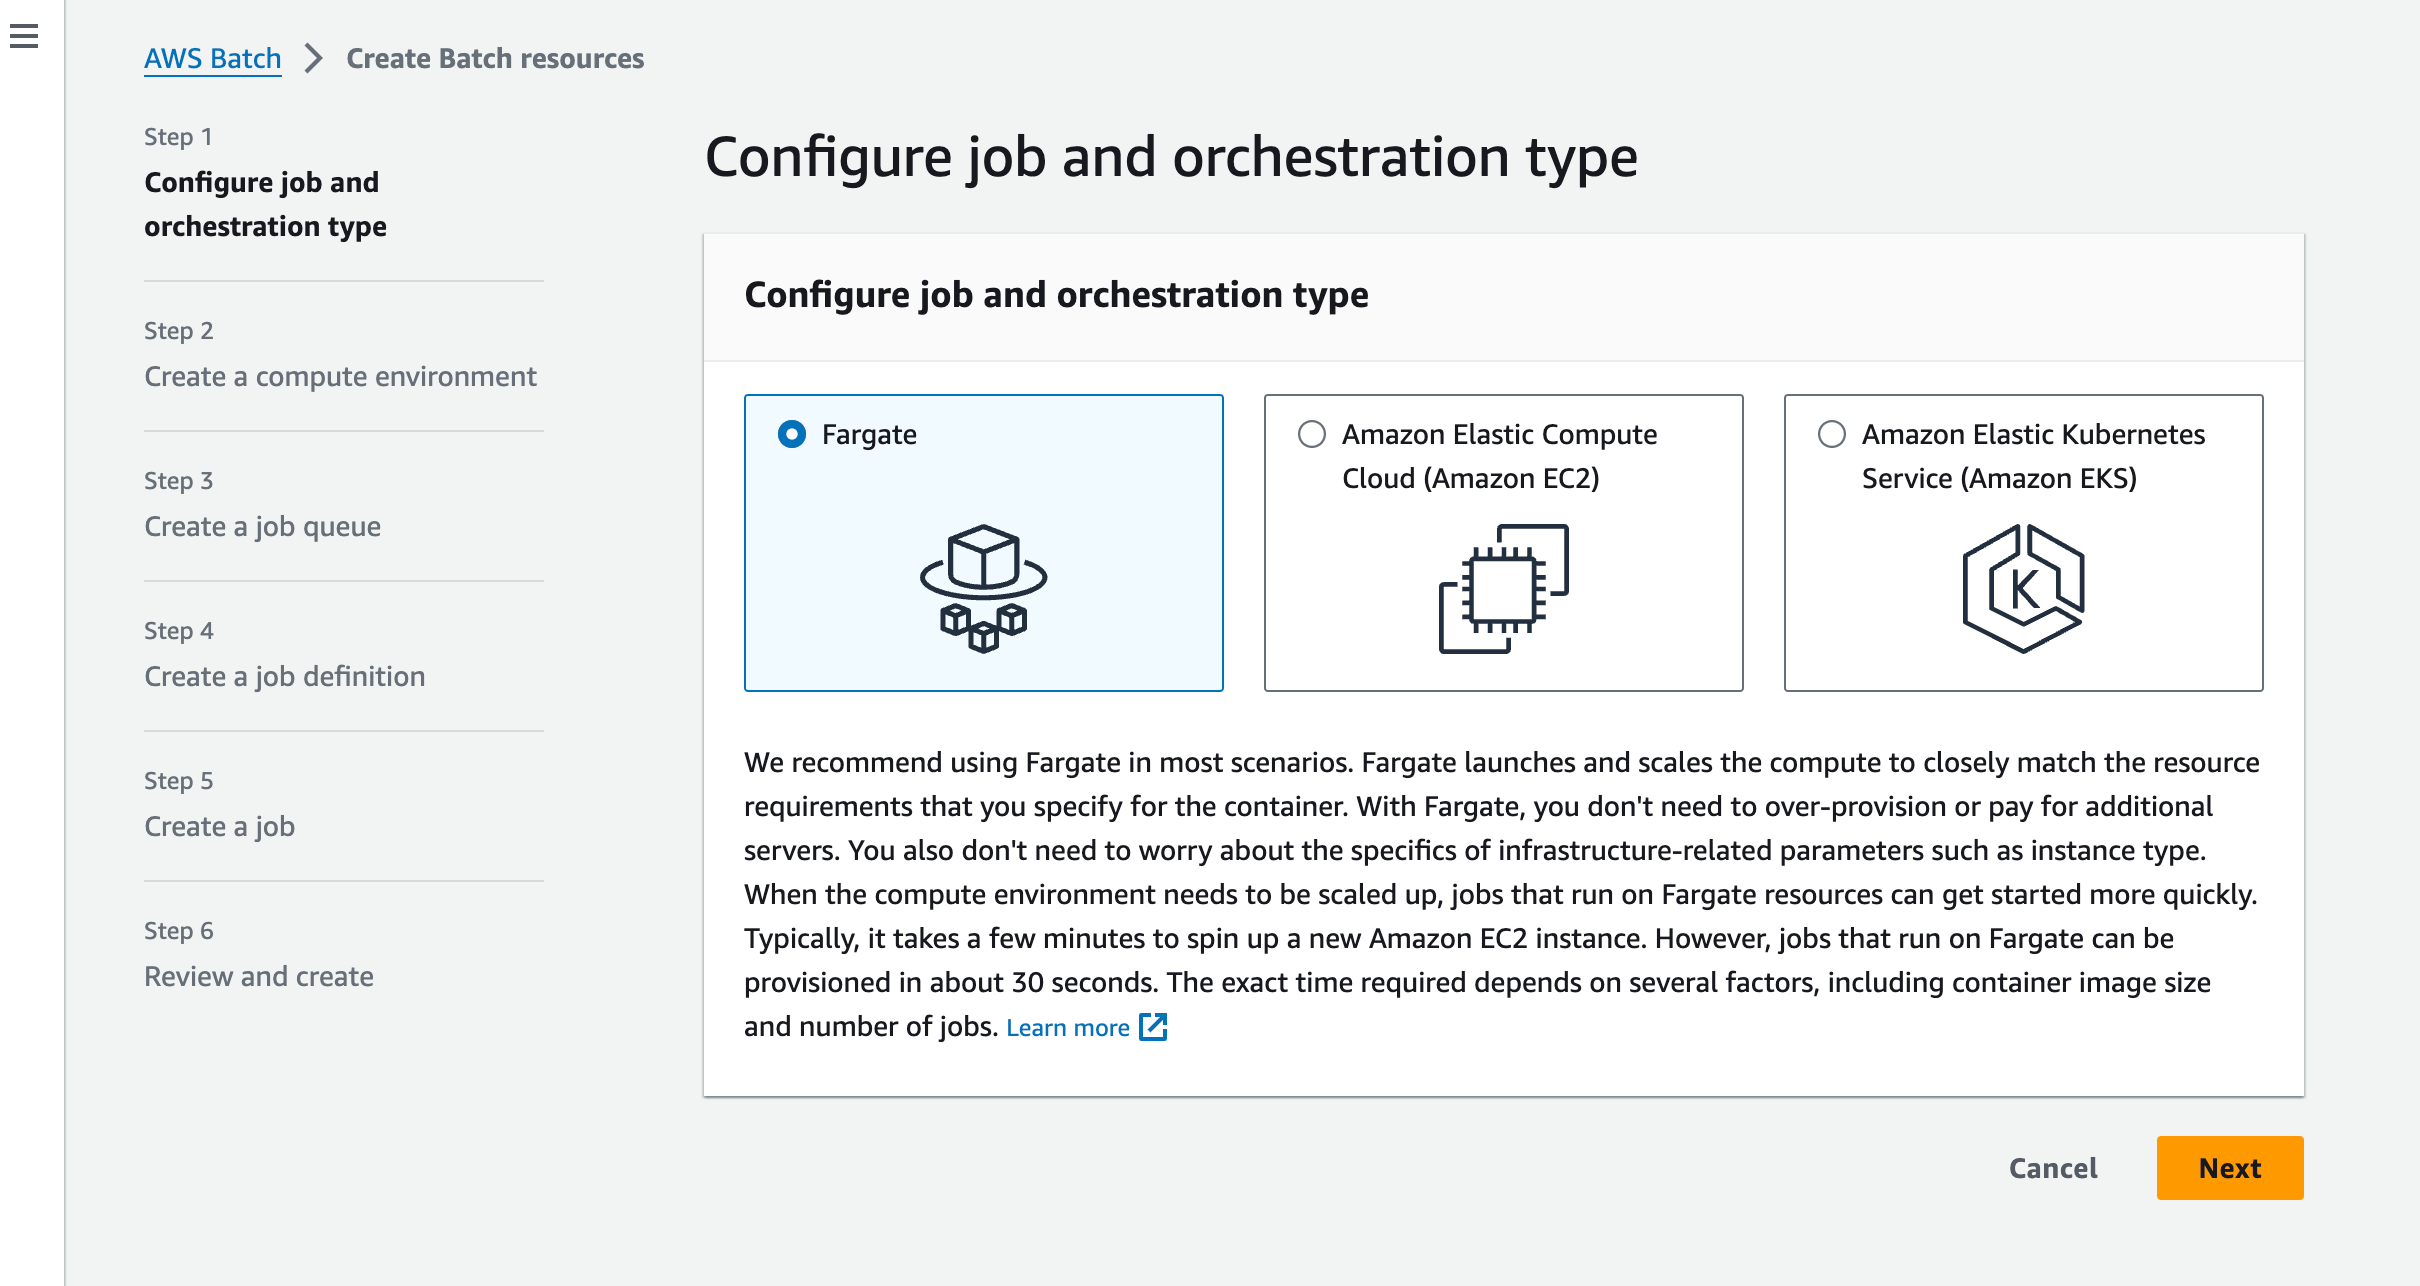 AWS Batch
Create Batch resources
Step 1
Configure job and
orchestration type
Step 2
Create a compute environment
Step 3
Create a job queue
Step 4
Create a job definition
Step 5
Create a job
Step 6
Review and create
Configure job and orchestration type
Configure job and orchestration type
Fargate
Amazon Elastic Compute
Cloud (Amazon EC2)
Amazon Elastic Kubernetes
Service (Amazon EKS)
K
We recommend using Fargate in most scenarios. Fargate launches and scales the compute to closely match the resource
requirements that you specify for the container. With Fargate, you don't need to over-provision or pay for additional
servers. You also don't need to worry about the specifics of infrastructure-related parameters such as instance type.
When the compute environment needs to be scaled up, jobs that run on Fargate resources can get started more quickly.
Typically, it takes a few minutes to spin up a new Amazon EC2 instance. However, jobs that run on Fargate can be
provisioned in about 30 seconds. The exact time required depends on several factors, including container image size
and number of jobs. Learn more
Cancel
Next